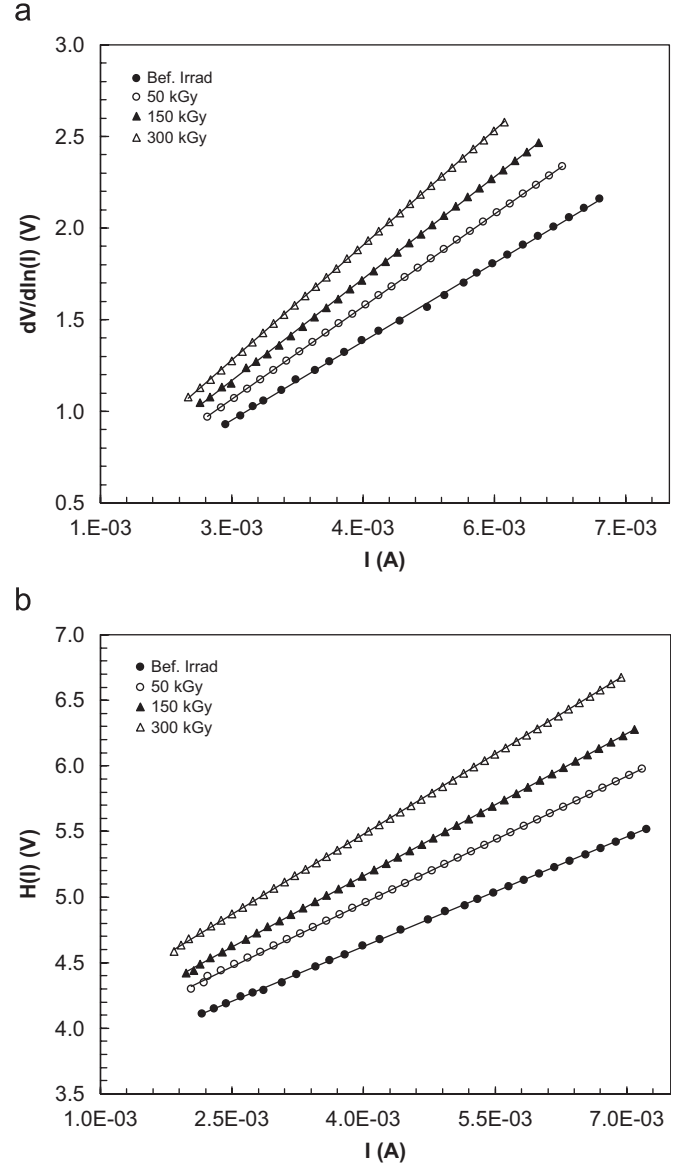 a
3.0
2.5
2.0
1.5
1.0
0.5
dV/dln(I) (V)
Bef. Irrad
50 kGy
150 kGy
300 kGy
1.E-03 3.E-03 4.E-03 6.E-03 7.E-03
I (A)
b
7.0
6.5
6.0
5.5
5.0
4.5
4.0
3.5
H(I) (V)
Bef. Irrad
50 kGy
150 kGy
300 kGy
1.0E-03 2.5E-03 4.0E-03 5.5E-03 7.0E-03
I (A)